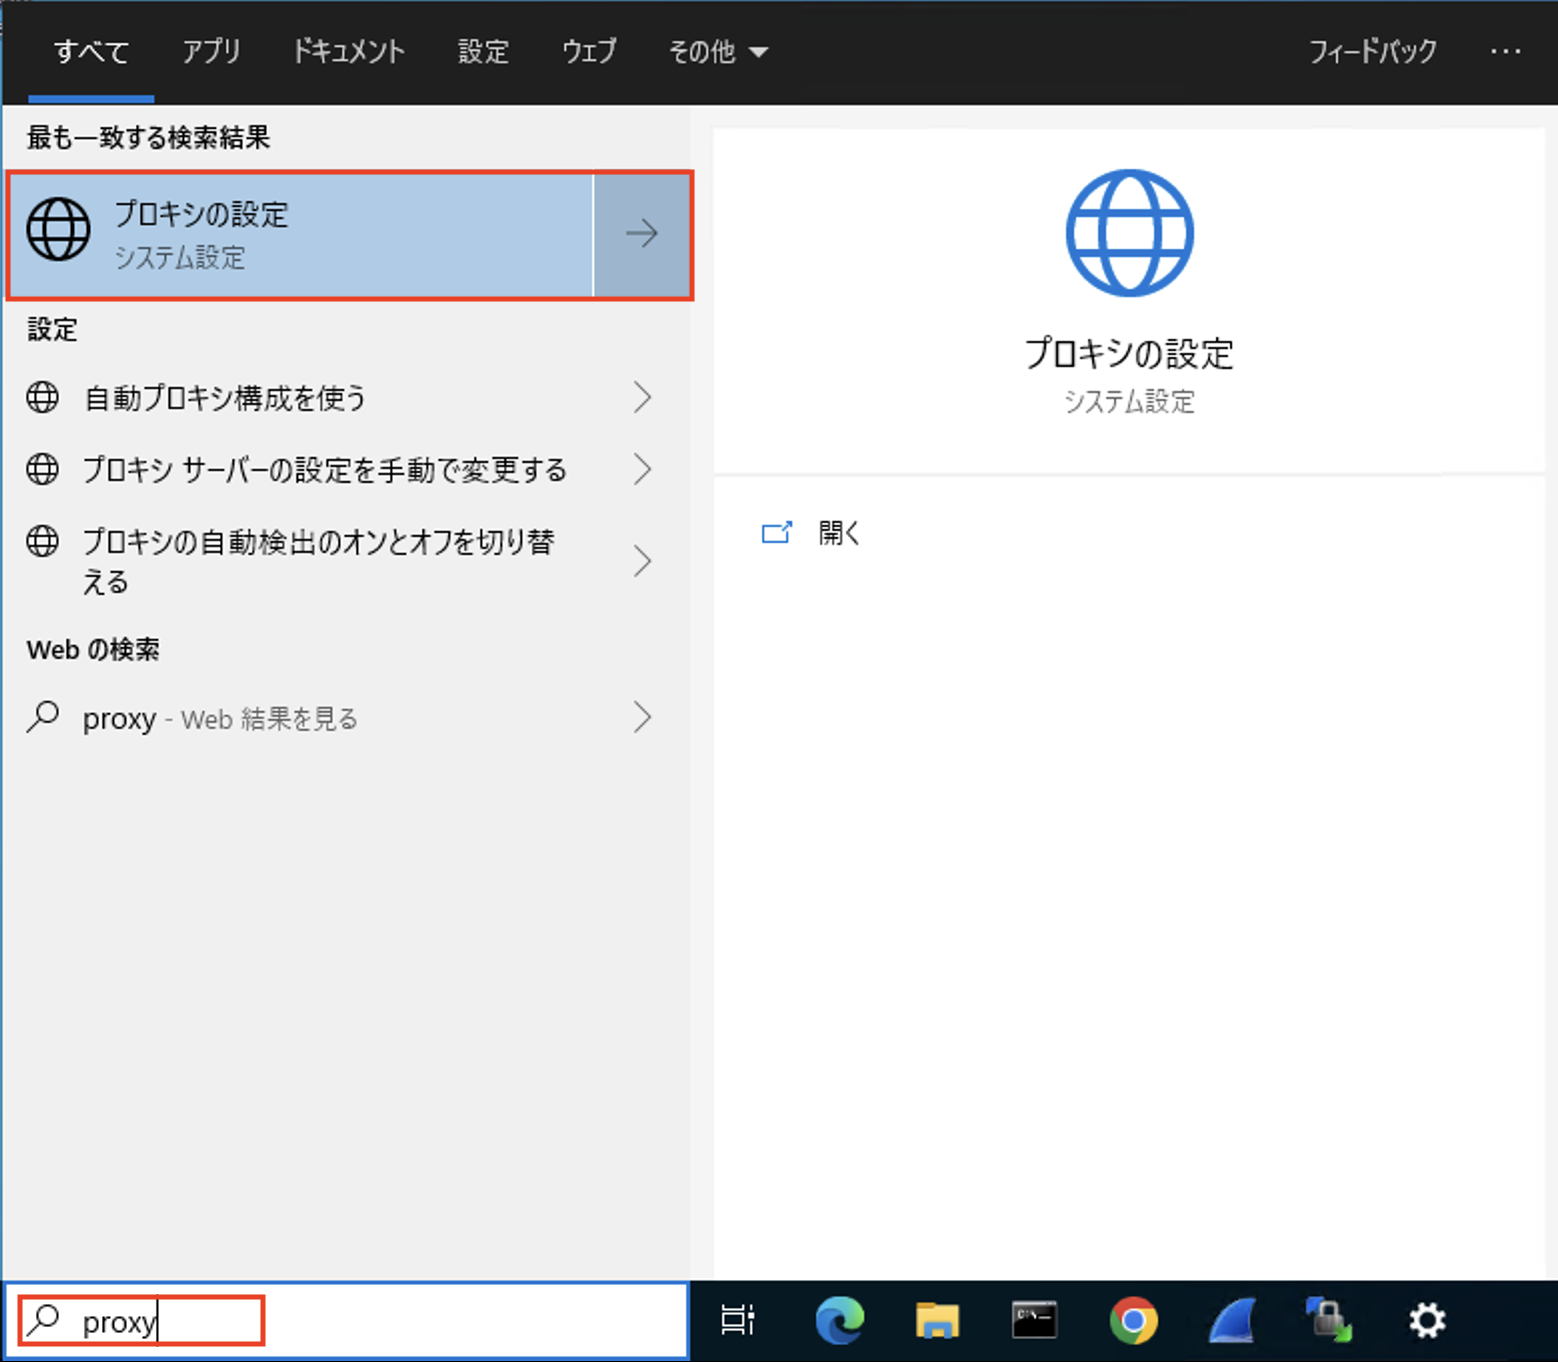 すべて アプリ ドキュメント 設定 ウェブ その他 フィードバック ···
最も一致する検索結果
プロキシの設定
システム設定
設定
自動プロキシ構成を使う
プロキシ サーバーの設定を手動で変更する
プロキシの自動検出のオンとオフを切り替
える
Web の検索
proxy - Web 結果を見る
プロキシの設定
システム設定
開く
proxy